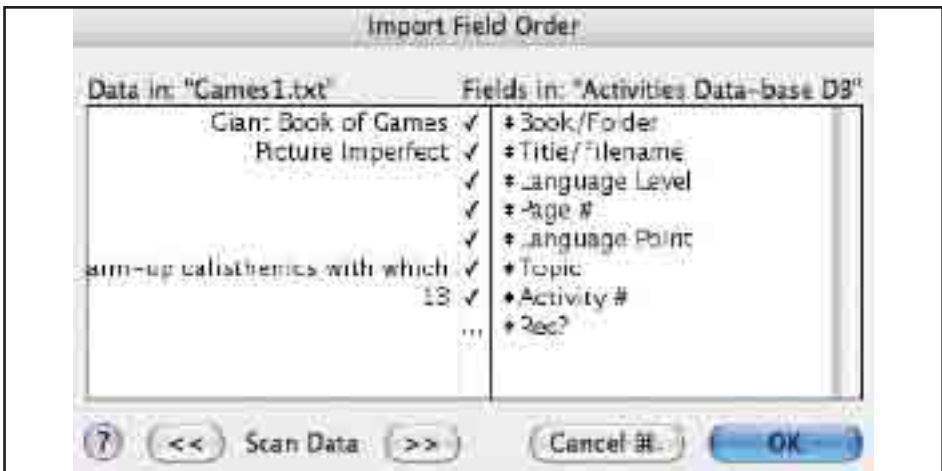 Import Field Order
Data in: "Games1.txt" Fields in: "Activities Data-base DB"
Giant Book of Games ✓ Book/Folder
Picture Imperfect ✓ Title/Filename
✓ Language Level
✓ Page #
✓ Language Point
arm-up calisthenics with which ✓ Topic
13 ✓ Activity #
... Rec?
? << Scan Data >> Cancel ⌘. OK